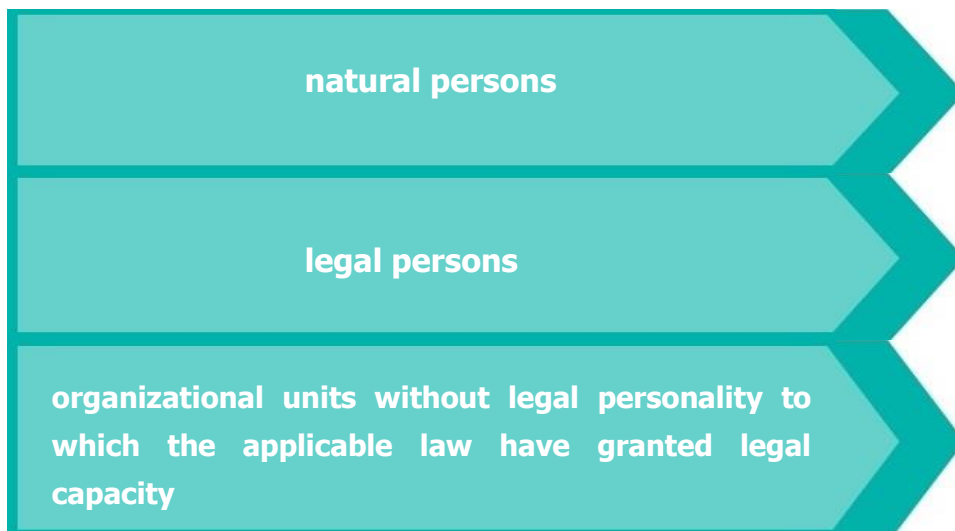 natural persons
legal persons
organizational units without legal personality to
which the applicable law have granted legal
capacity